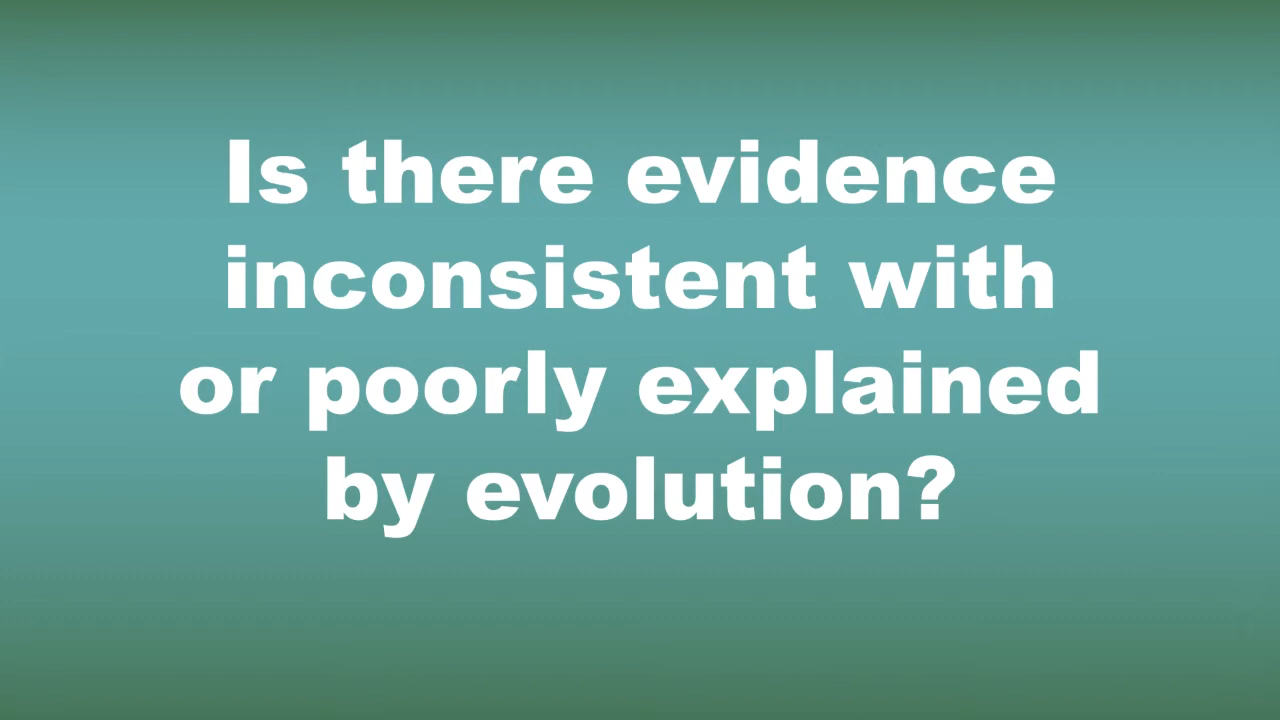 Is there evidence
inconsistent with
or poorly explained
by evolution?